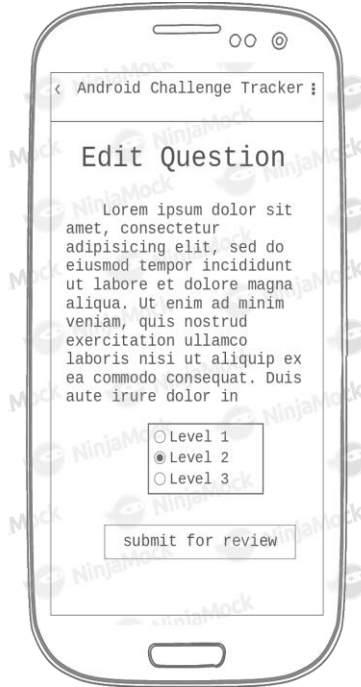 Android Challenge Tracker
Edit Question
Lorem ipsum dolor sit
amet, consectetur
adipisicing elit, sed do
eiusmod tempor incididunt
ut labore et dolore magna
aliqua. Ut enim ad minim
veniam, quis nostrud
exercitation ullamco
laboris nisi ut aliquip ex
ea commodo consequat. Duis
aute irure dolor in
Level 1
Level 2
Level 3
submit for review
NinjaMock